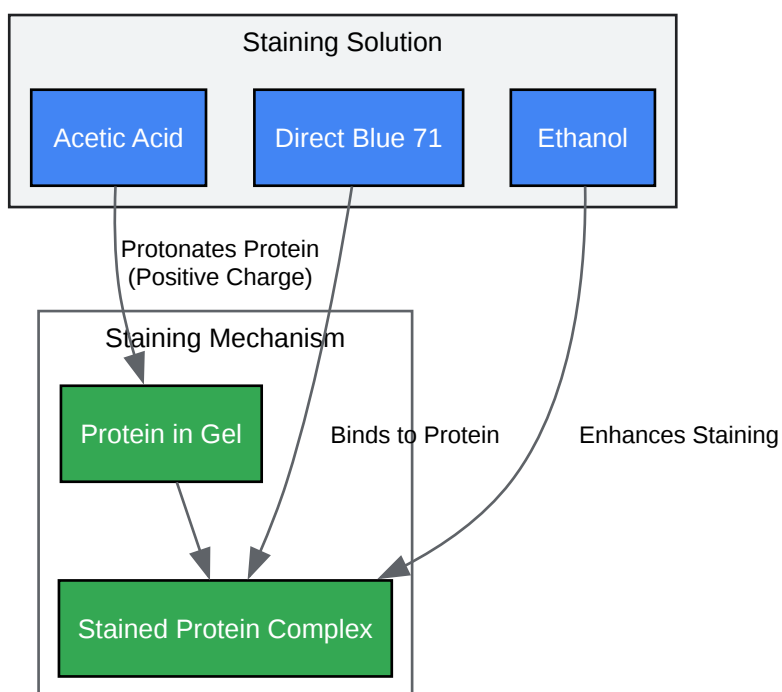 Staining Solution
Acetic Acid
Direct Blue 71
Ethanol
Protonates Protein
(Positive Charge)
Staining Mechanism
Protein in Gel
Binds to Protein
Enhances Staining
Stained Protein Complex